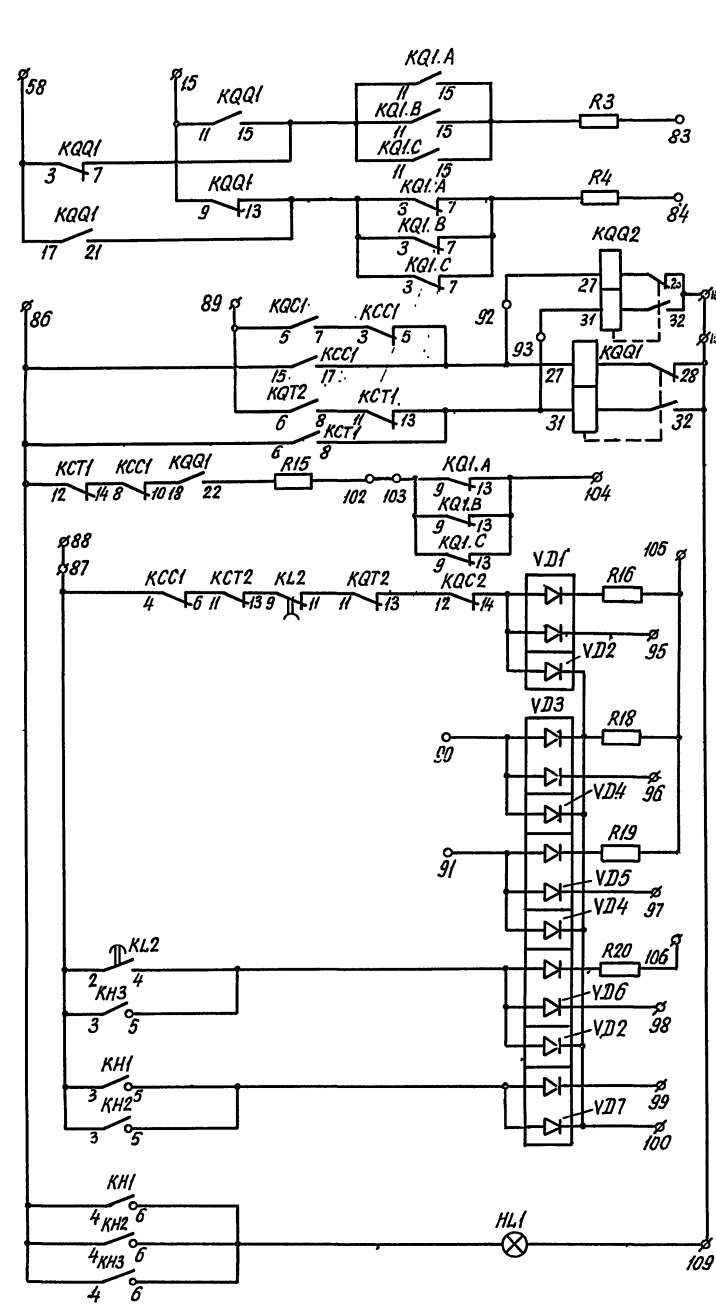 58
15
KQ1.A
11 15
KQQ1
11 15
KQ1.B
11 15
R3
83
KQ1.C
11 15
KQQ1
3 7
KQQ1
9 13
KQ1.A
3 7
R4
84
KQQ1
17 21
KQ1.B
3 7
KQ1.C
3 7
KQQ2
27
31 32
86
89
KQC1
5 7
KCC1
3 5
92
93
KCC1
15 17
KQQ1
27 28
KQT2
6 8
KCT1
11 13
31 32
KCT1
6 8
KCT1
12 14
KCC1
8 10
KQQ1
18 22
R15
102 103
KQ1.A
9 13
104
KQ1.B
9 13
KQ1.C
9 13
88
87
105
KCC1
4 6
KCT2
11 13
KL2
9 11
KQT2
11 13
KQC2
12 14
VD1
R16
95
VD2
VD3
90
R18
96
VD4
91
R19
VD5
97
VD4
KL2
2 4
R20
106
KH3
3 5
VD6
98
VD2
KH1
3 5
99
KH2
3 5
VD7
100
KH1
4 6
KH2
4 6
HL1
109
KH3
4 6